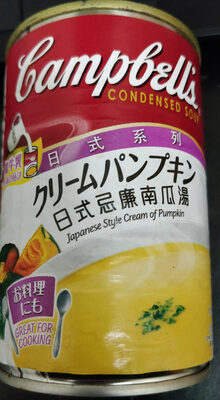 Campbell's
CONDENSED SOUP
日式系列
クリームパンプキン
日式忌廉南瓜湯
Japanese Style Cream of Pumpkin
お料理
にも
GREAT FOR
COOKING